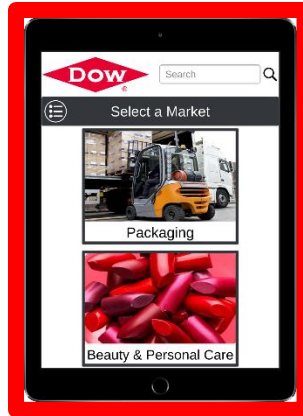 Dow
®
Search
Select a Market
Packaging
Beauty & Personal Care